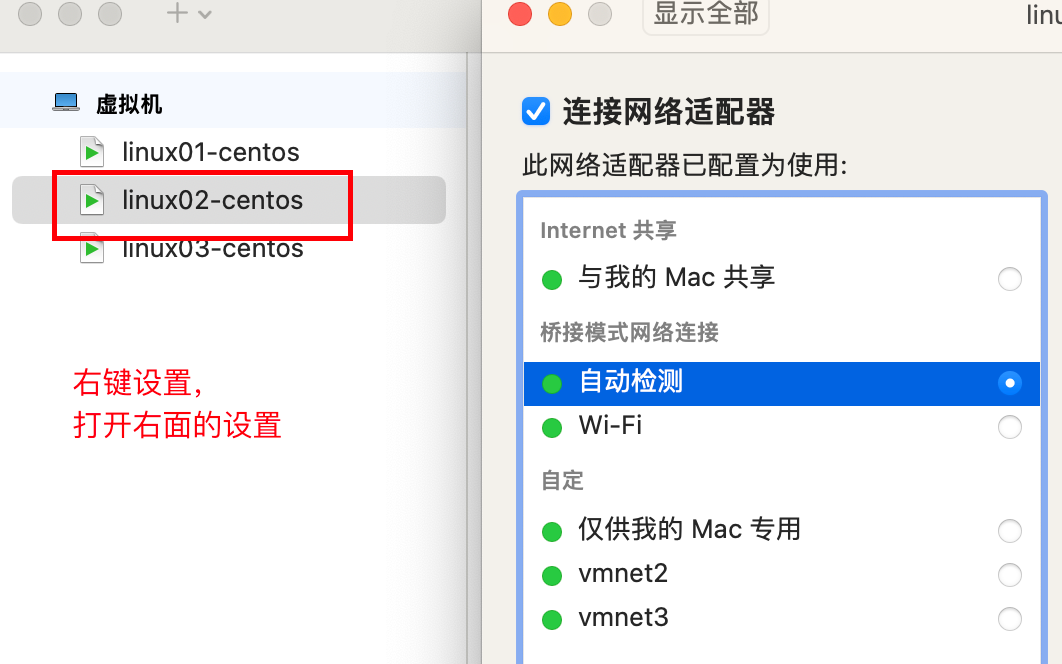 显示全部
虚拟机
linux01-centos
linux02-centos
linux03-centos
右键设置，
打开右面的设置
连接网络适配器
此网络适配器已配置为使用:
Internet 共享
与我的 Mac 共享
桥接模式网络连接
自动检测
Wi-Fi
自定
仅供我的 Mac 专用
vmnet2
vmnet3